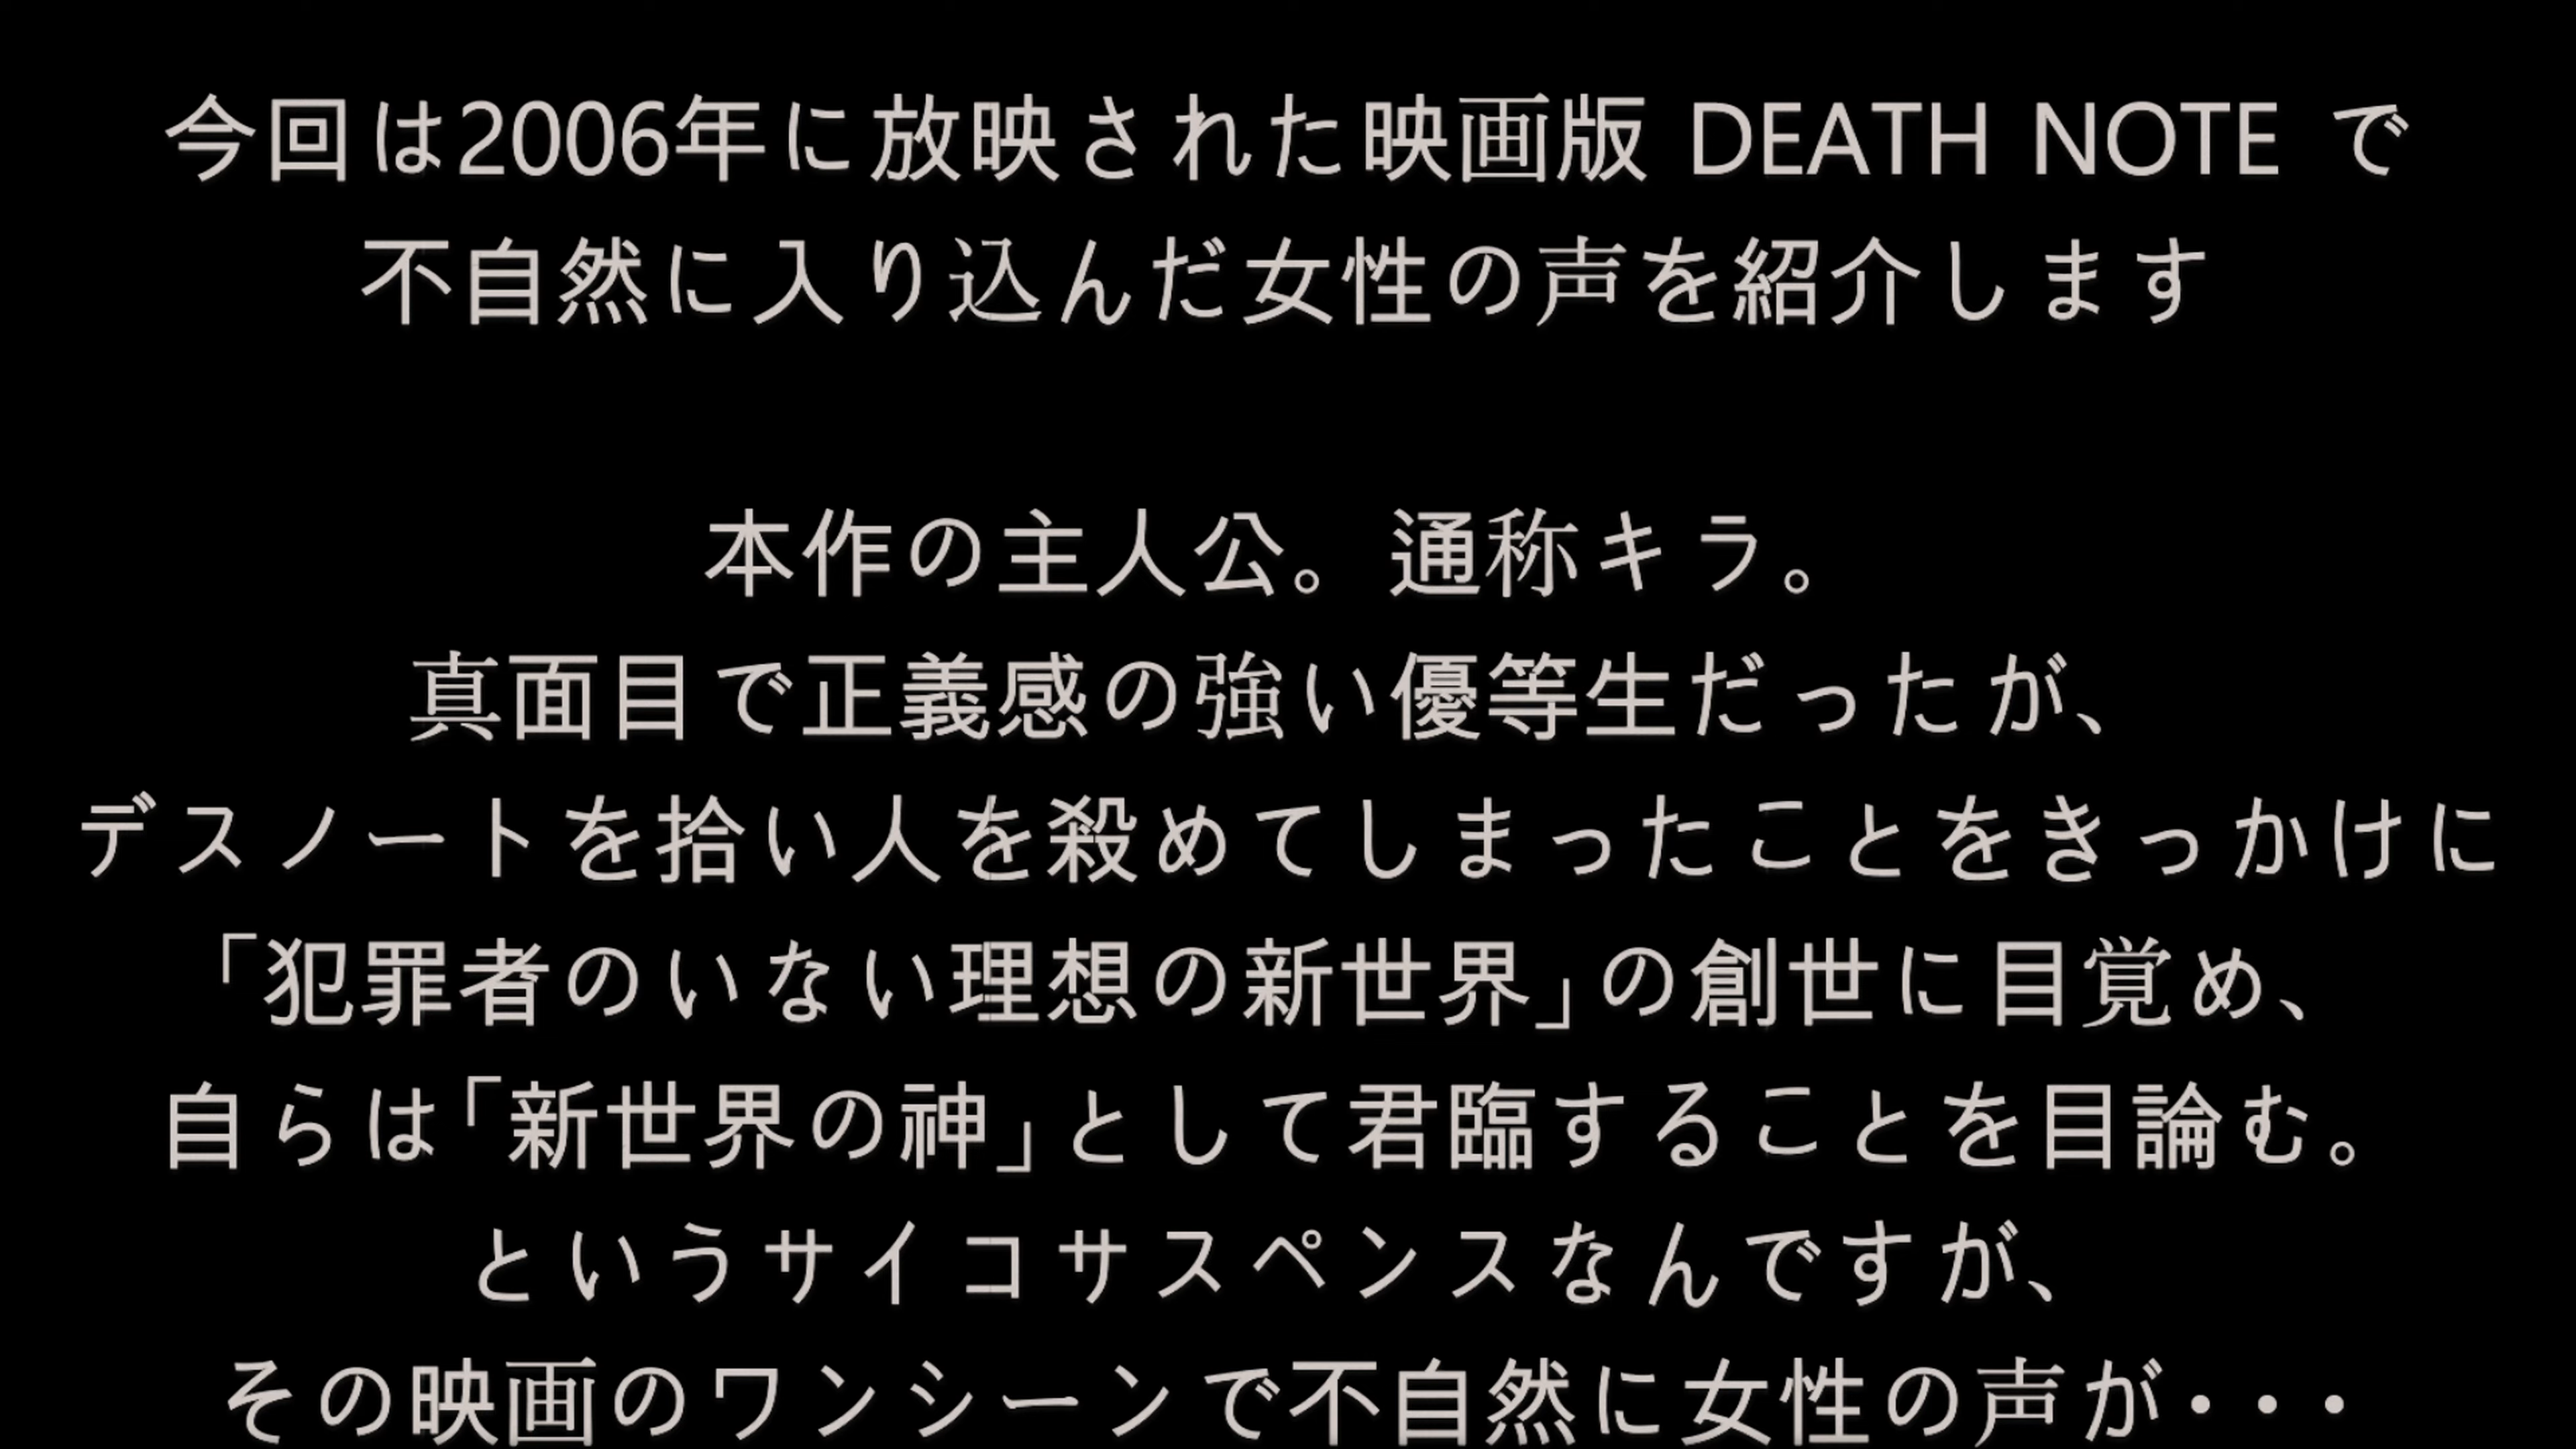 今回は2006年に放映された映画版 DEATH NOTE で
不自然に入り込んだ女性の声を紹介します
本作の主人公。通称キラ。
真面目で正義感の強い優等生だったが、
デスノートを拾い人を殺めてしまったことをきっかけに
「犯罪者のいない理想の新世界」の創世に目覚め、
自らは「新世界の神」として君臨することを目論む。
というサイコサスペンスなんですが、
その映画のワンシーンで不自然に女性の声が・・・